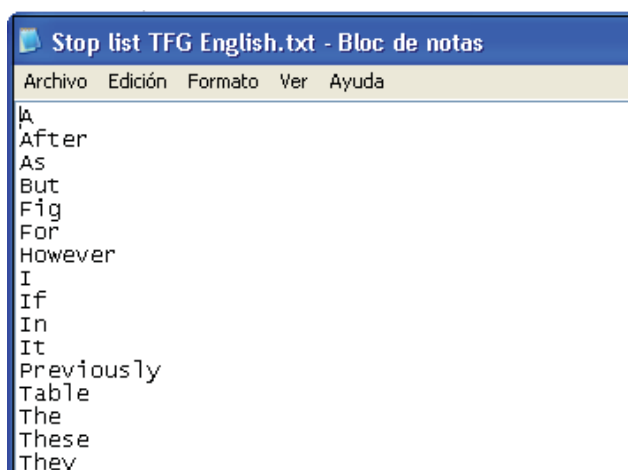 Stop list TFG English.txt - Bloc de notas
Archivo Edición Formato Ver Ayuda
A
After
As
But
Fig
For
However
I
If
In
It
Previously
Table
The
These
They